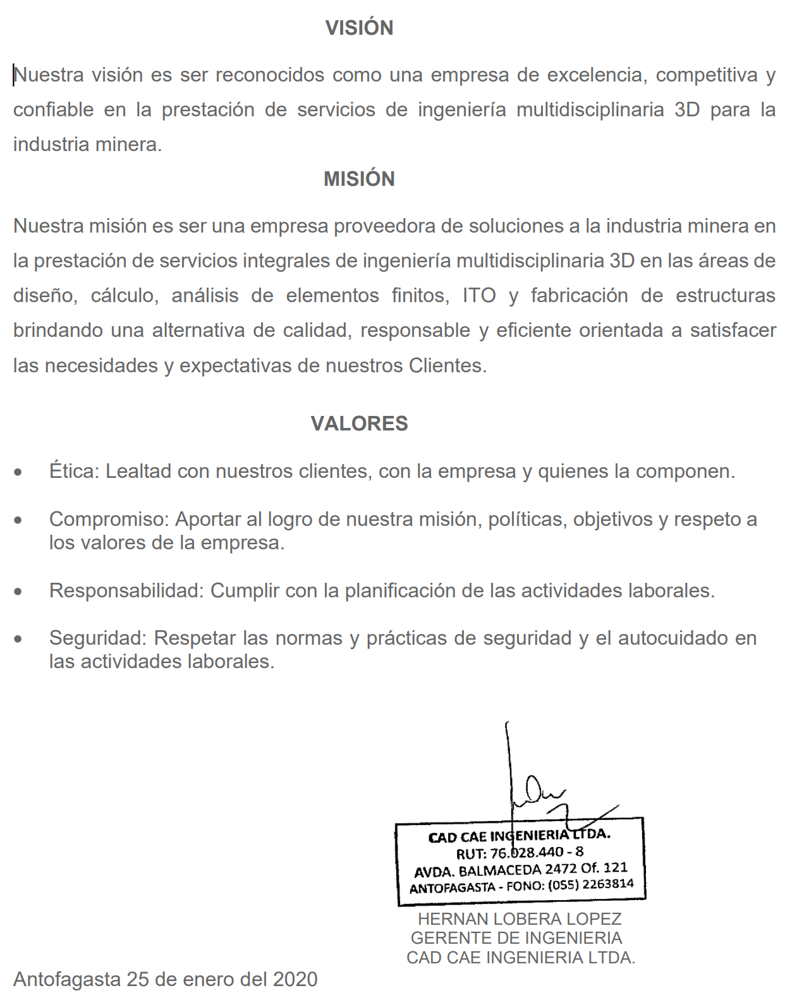 VISIÓN
Nuestra visión es ser reconocidos como una empresa de excelencia, competitiva y
confiable en la prestación de servicios de ingeniería multidisciplinaria 3D para la
industria minera.
MISIÓN
Nuestra misión es ser una empresa proveedora de soluciones a la industria minera en
la prestación de servicios integrales de ingeniería multidisciplinaria 3D en las áreas de
diseño, cálculo, análisis de elementos finitos, ITO y fabricación de estructuras
brindando una alternativa de calidad, responsable y eficiente orientada a satisfacer
las necesidades y expectativas de nuestros Clientes.
VALORES
• Ética: Lealtad con nuestros clientes, con la empresa y quienes la componen.
• Compromiso: Aportar al logro de nuestra misión, políticas, objetivos y respeto a
los valores de la empresa.
• Responsabilidad: Cumplir con la planificación de las actividades laborales.
• Seguridad: Respetar las normas y prácticas de seguridad y el autocuidado en
las actividades laborales.
CAD CAE INGENIERIA LTDA.
RUT: 76.028.440 - 8
AVDA. BALMACEDA 2472 Of. 121
ANTOFAGASTA - FONO: (055) 2263814
HERNAN LOBERA LOPEZ
GERENTE DE INGENIERIA
CAD CAE INGENIERIA LTDA.
Antofagasta 25 de enero del 2020